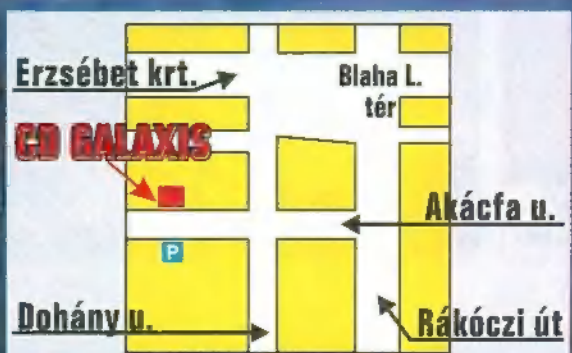 Erzsébet krt.
Blaha L.
tér
CD GALAXIS
Akácfa u.
P
Dohány u.
Rákóczi út